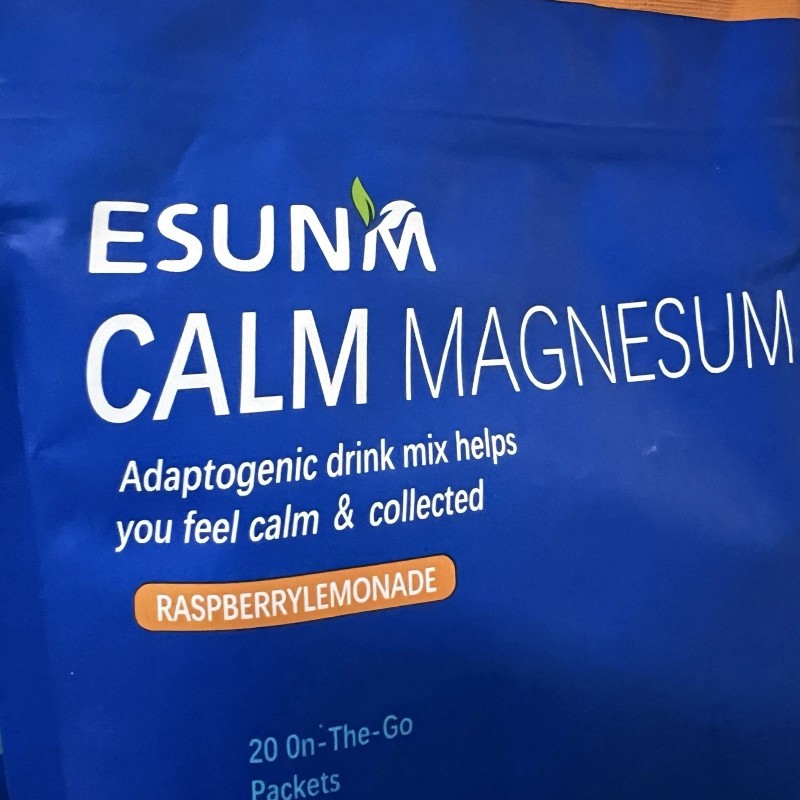 ESUNM
CALM MAGNESUM
Adaptogenic drink mix helps
you feel calm & collected
RASPBERRYLEMONADE
20 On-The-Go
Packets